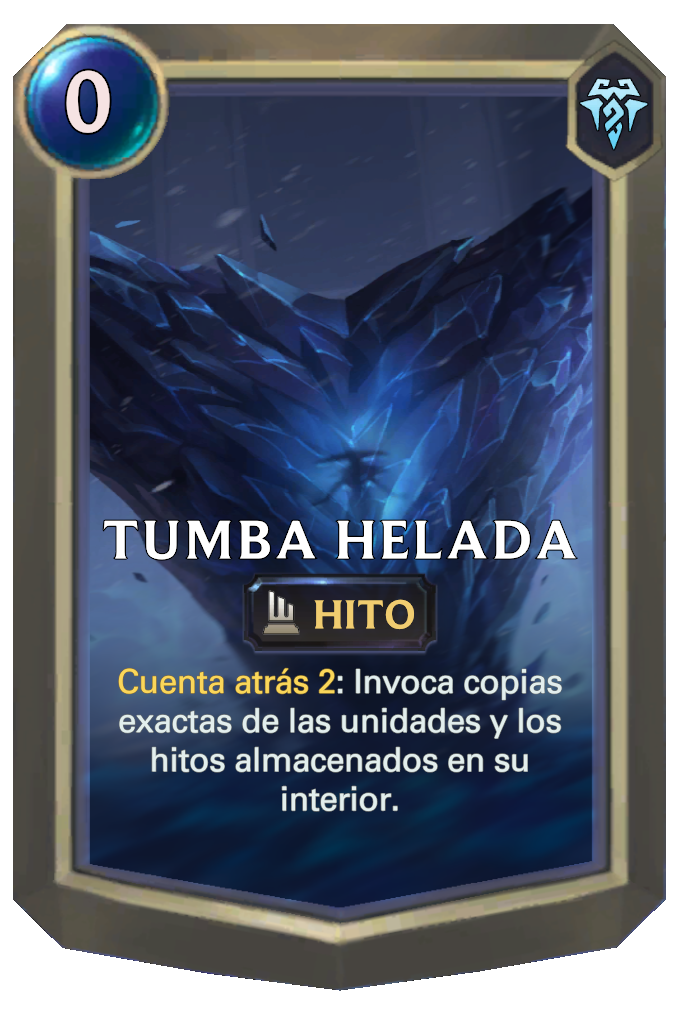 0
TUMBA HELADA
HITO
Cuenta atrás 2: Invoca copias
exactas de las unidades y los
hitos almacenados en su
interior.